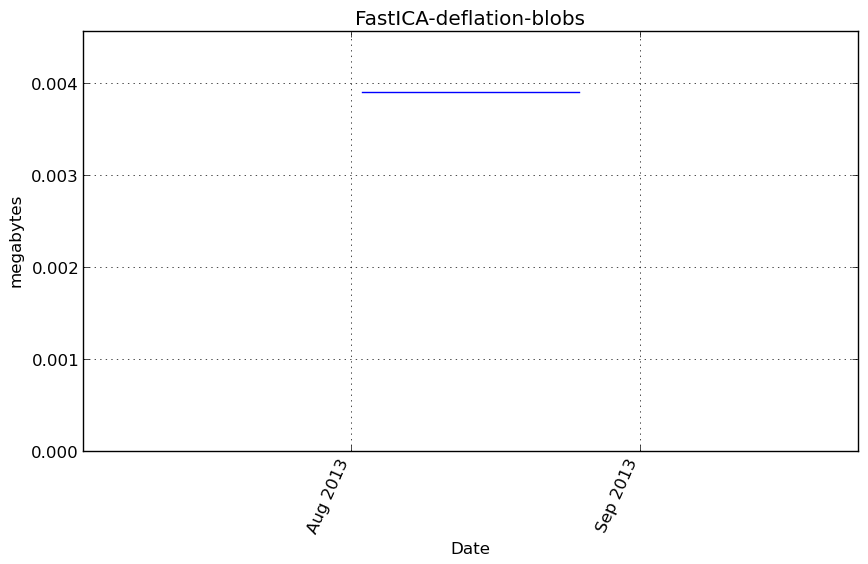 FastICA-deflation-blobs
megabytes
0.004
0.003
0.002
0.001
0.000
Aug 2013
Sep 2013
Date